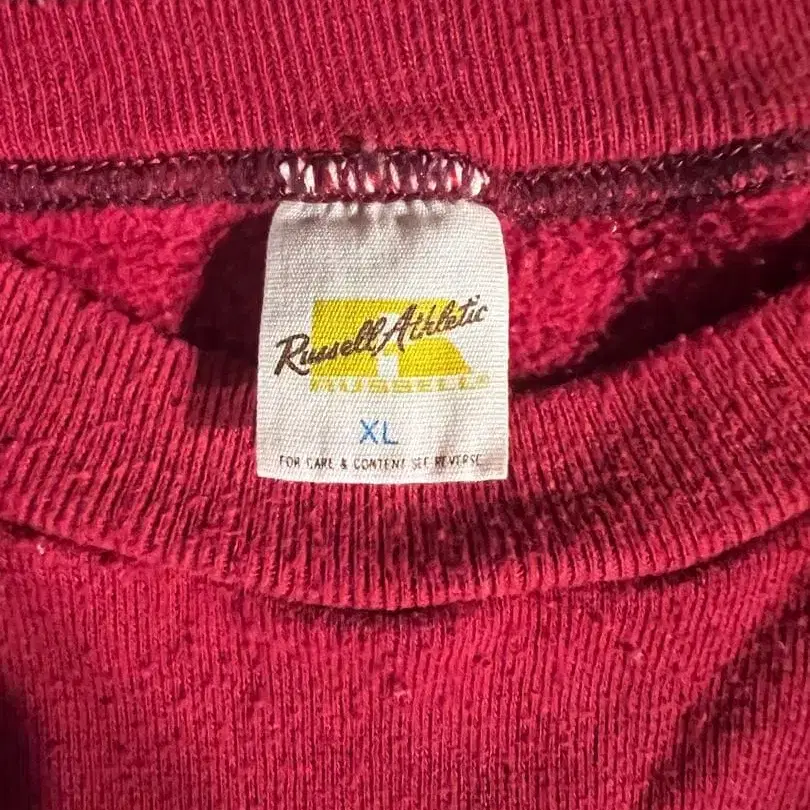 Russell Athletic
RUSSELL®
XL
FOR CARE & CONTENT SEE REVERSE